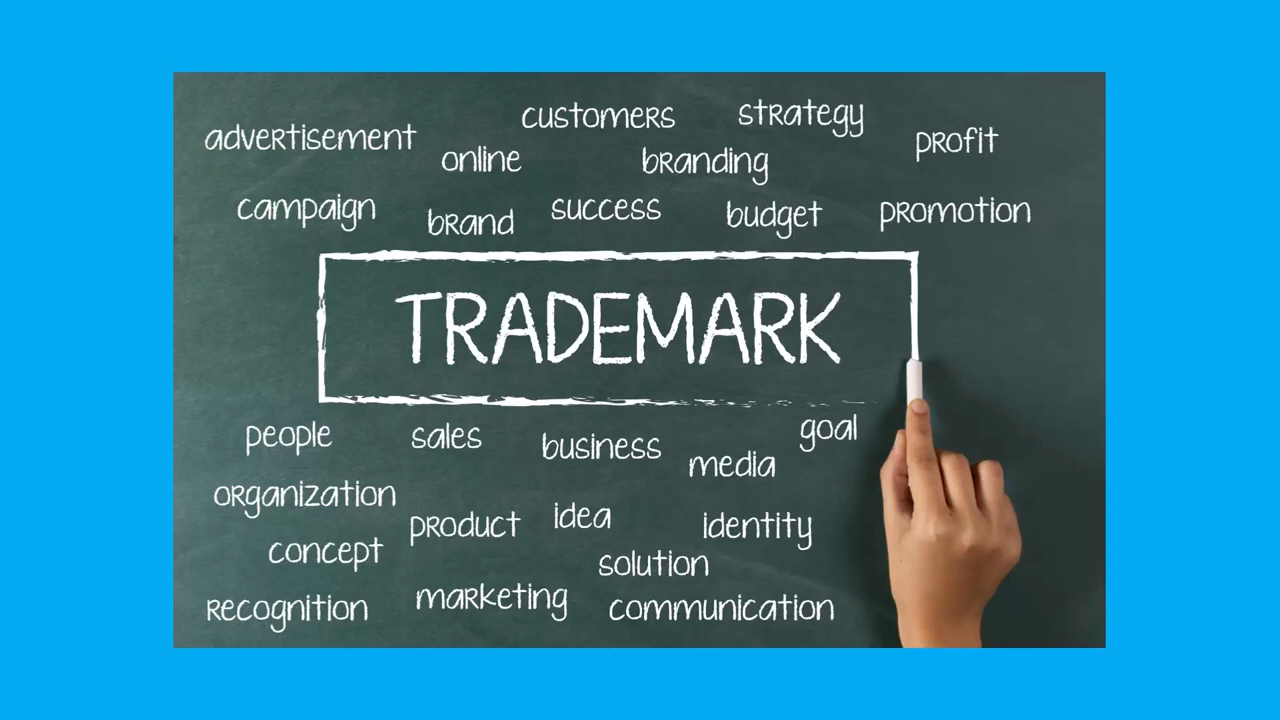 customers strategy
advertisement profit
online branding
campaign brand success budget promotion
TRADEMARK
people sales business goal
media
organization
product idea identity
concept solution
recognition marketing communication